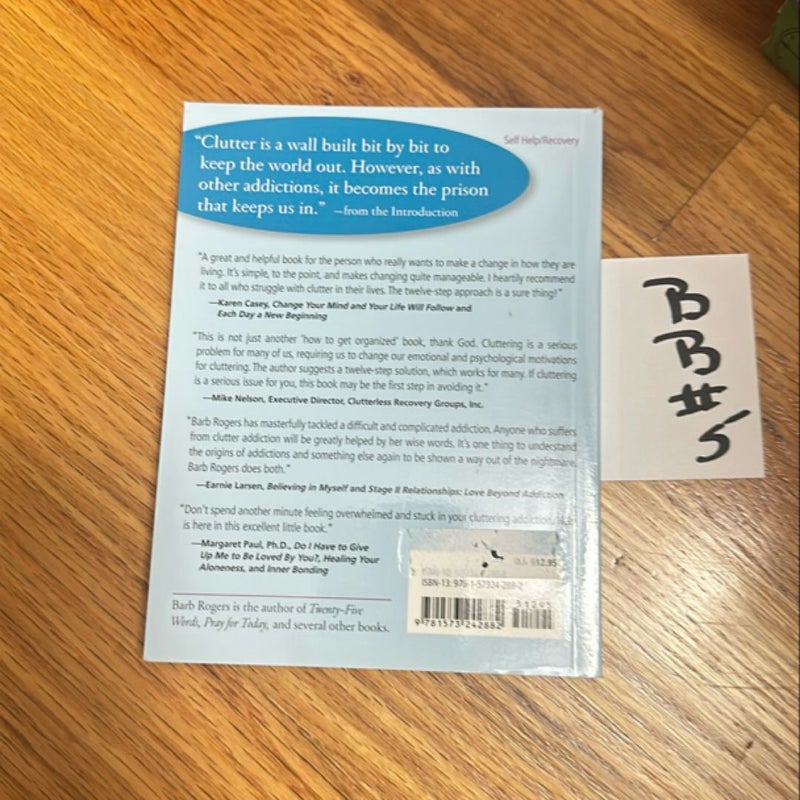 Self Help/Recovery
“Clutter is a wall built bit by bit to
keep the world out. However, as with
other addictions, it becomes the prison
that keeps us in.” —from the Introduction
“A great and helpful book for the person who really wants to make a change in how they are
living. It’s simple, to the point, and makes changing quite manageable. I heartily recommend
it to all who struggle with clutter in their lives. The twelve-step approach is a sure thing!”
—Karen Casey, Change Your Mind and Your Life Will Follow and
Each Day a New Beginning
“This is not just another ‘how to get organized’ book, thank God. Cluttering is a serious
problem for many of us, requiring us to change our emotional and psychological motivations
for cluttering. The author suggests a twelve-step solution, which works for many. If cluttering
is a serious issue for you, this book may be the first step in avoiding it.”
—Mike Nelson, Executive Director, Clutterless Recovery Groups, Inc.
“Barb Rogers has masterfully tackled a difficult and complicated addiction. Anyone who suffers
from clutter addiction will be greatly helped by her wise words. It’s one thing to understand
the origins of addictions and something else again to be shown a way out of the nightmare.
Barb Rogers does both.”
—Earnie Larsen, Believing in Myself and Stage II Relationships: Love Beyond Addiction
“Don’t spend another minute feeling overwhelmed and stuck in your cluttering addiction.
is here in this excellent little book.”
—Margaret Paul, Ph.D., Do I Have to Give
Up Me to Be Loved By You?, Healing Your
Aloneness, and Inner Bonding
U.S. $12.95
ISBN-13: 978-1-57324-288-2
51295
9 781573 242882
Barb Rogers is the author of Twenty-Five
Words, Pray for Today, and several other books.
BB#5